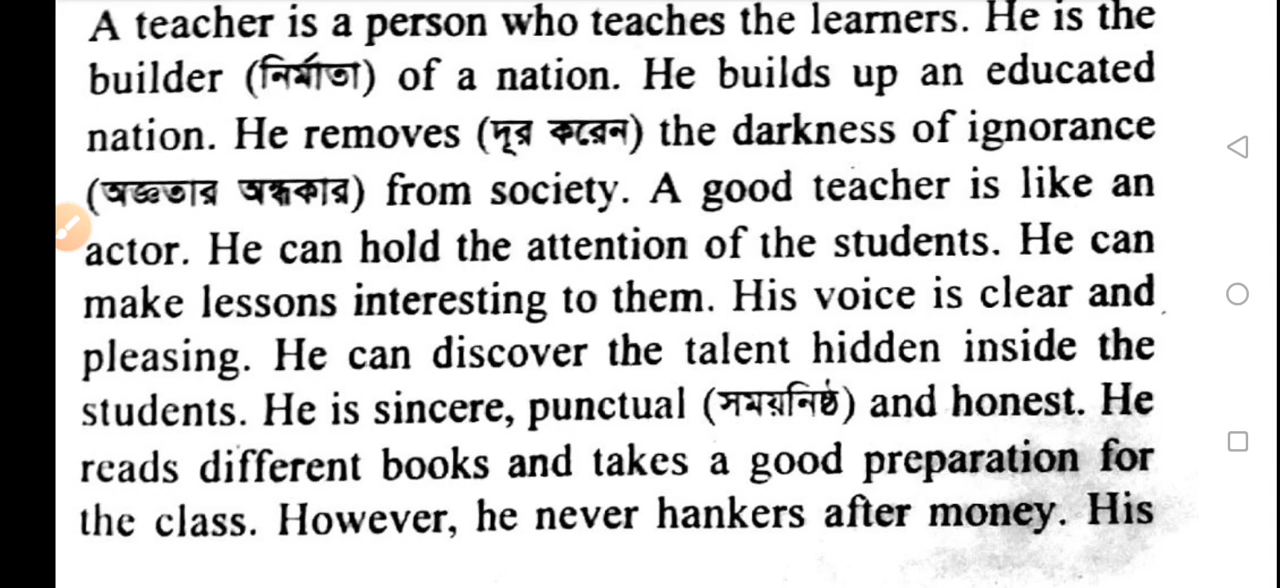 A teacher is a person who teaches the learners. He is the
builder (নির্মাতা) of a nation. He builds up an educated
nation. He removes (দূর করেন) the darkness of ignorance
(অজ্ঞতার অন্ধকার) from society. A good teacher is like an
actor. He can hold the attention of the students. He can
make lessons interesting to them. His voice is clear and
pleasing. He can discover the talent hidden inside the
students. He is sincere, punctual (সময়নিষ্ঠ) and honest. He
reads different books and takes a good preparation for
the class. However, he never hankers after money. His